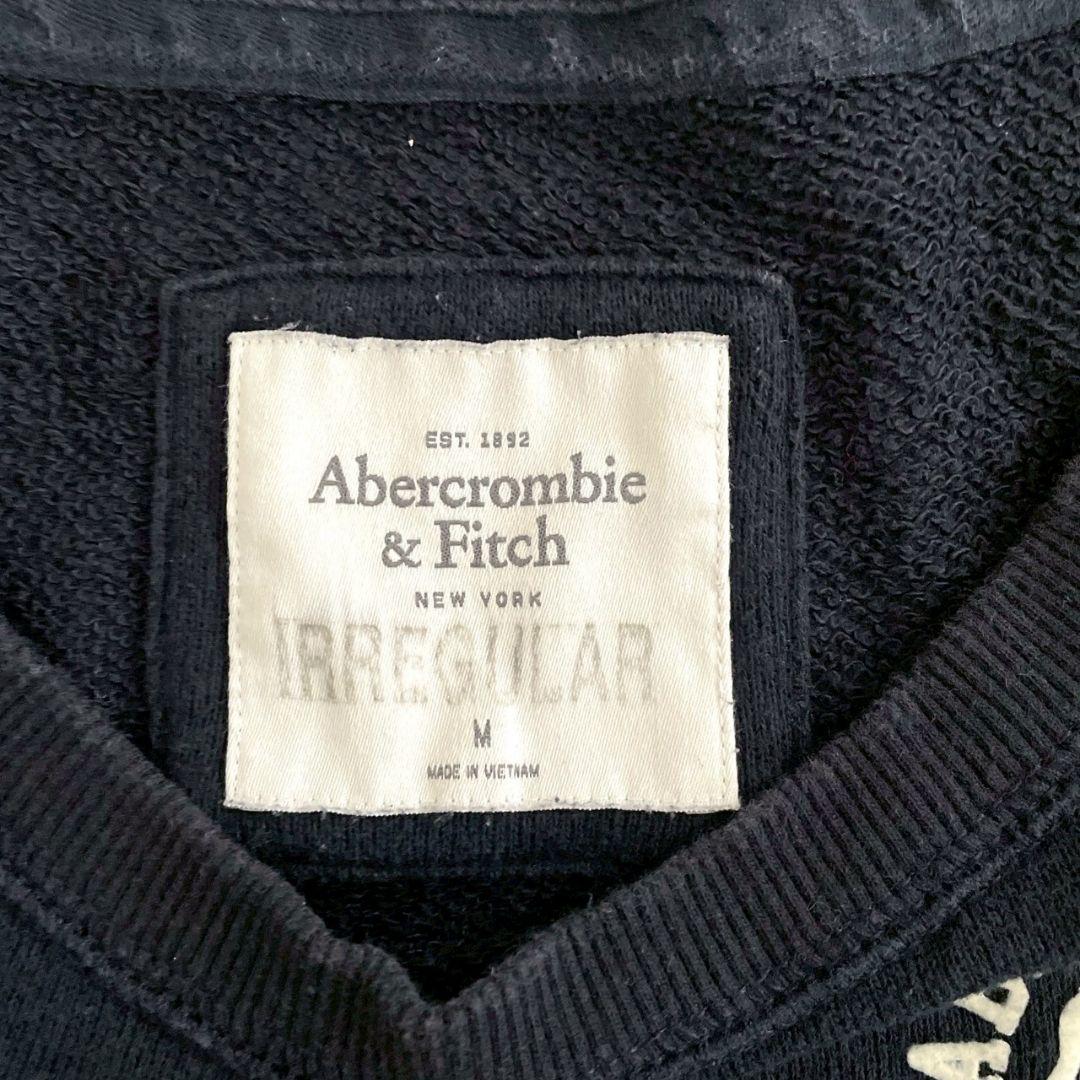 EST. 1892
Abercrombie
& Fitch
NEW YORK
IRREGULAR
M
MADE IN VIETNAM